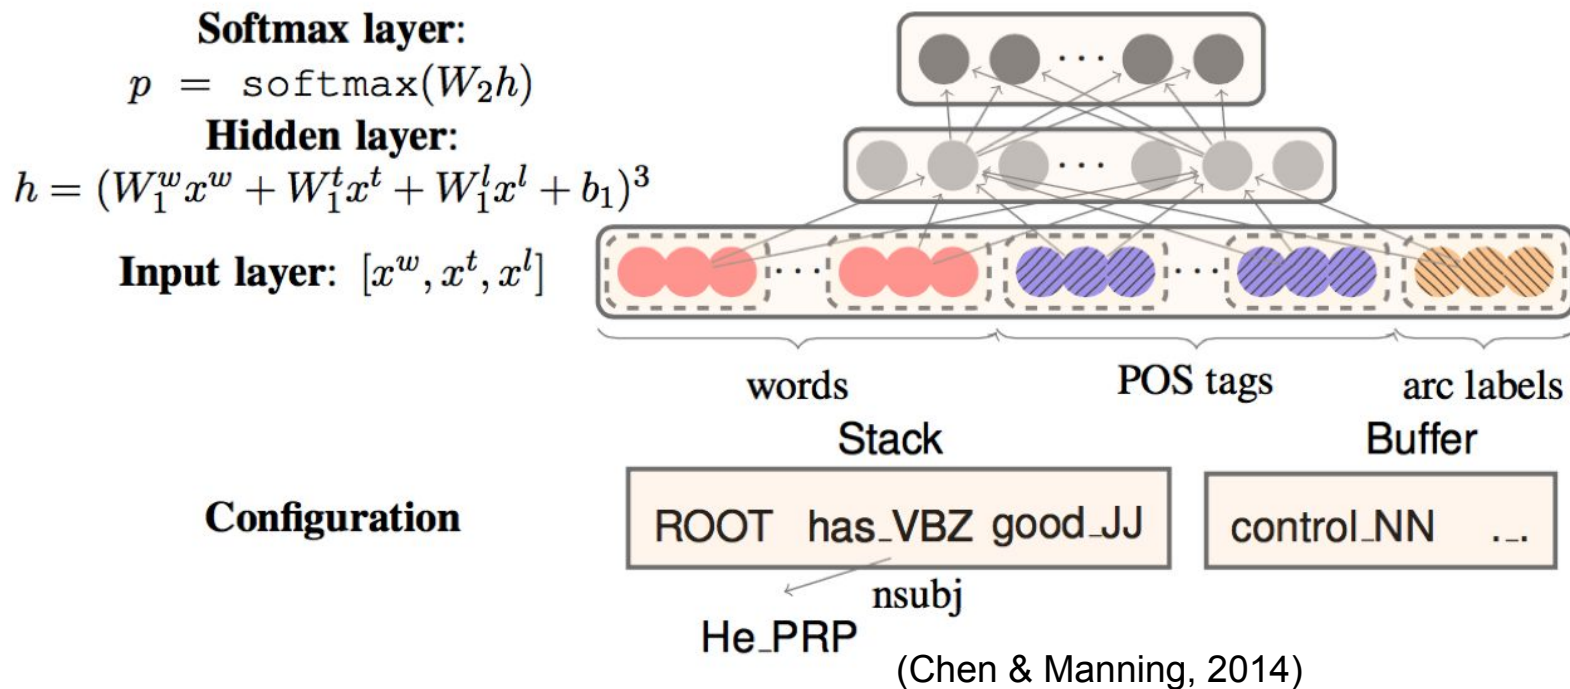 Softmax layer:
p = softmax(W₂h)
Hidden layer:
h = (W₁ʷxʷ + W₁ᵗxᵗ + W₁ˡxˡ + b₁)³
Input layer: [xʷ, xᵗ, xˡ]
···
···
···
···
words
POS tags
arc labels
Stack
Buffer
Configuration
ROOT has_VBZ good_JJ
control_NN ._.
nsubj
He_PRP
(Chen & Manning, 2014)